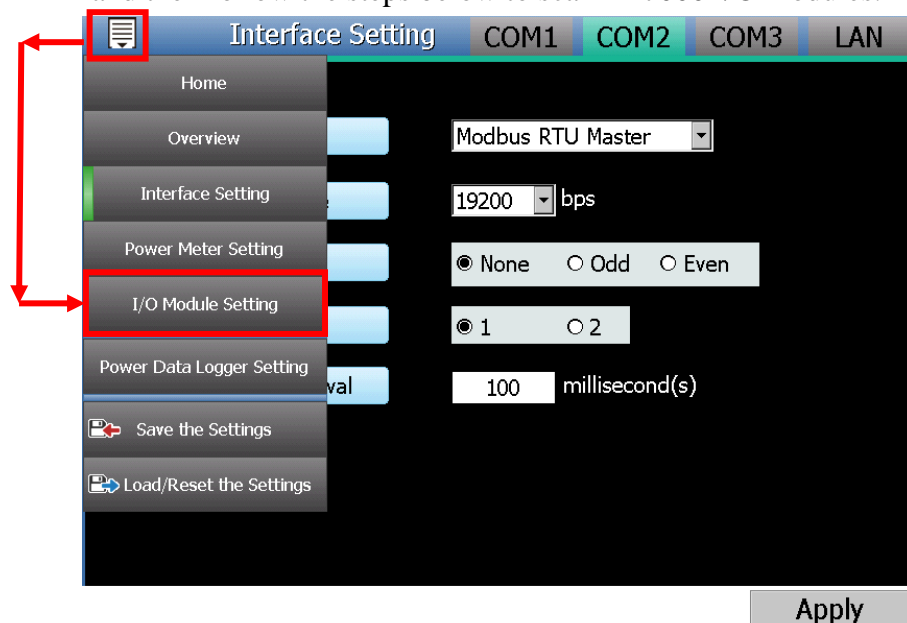 Interface Setting COM1 COM2 COM3 LAN
Home
Overview
Modbus RTU Master
Interface Setting
19200 bps
Power Meter Setting
None Odd Even
I/O Module Setting
1 2
Power Data Logger Setting
val
100 millisecond(s)
Save the Settings
Load/Reset the Settings
Apply